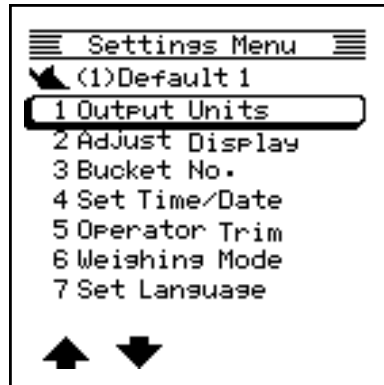 Settings Menu
(1)Default 1
1 Output Units
2 Adjust Display
3 Bucket No.
4 Set Time/Date
5 Operator Trim
6 Weighing Mode
7 Set Language